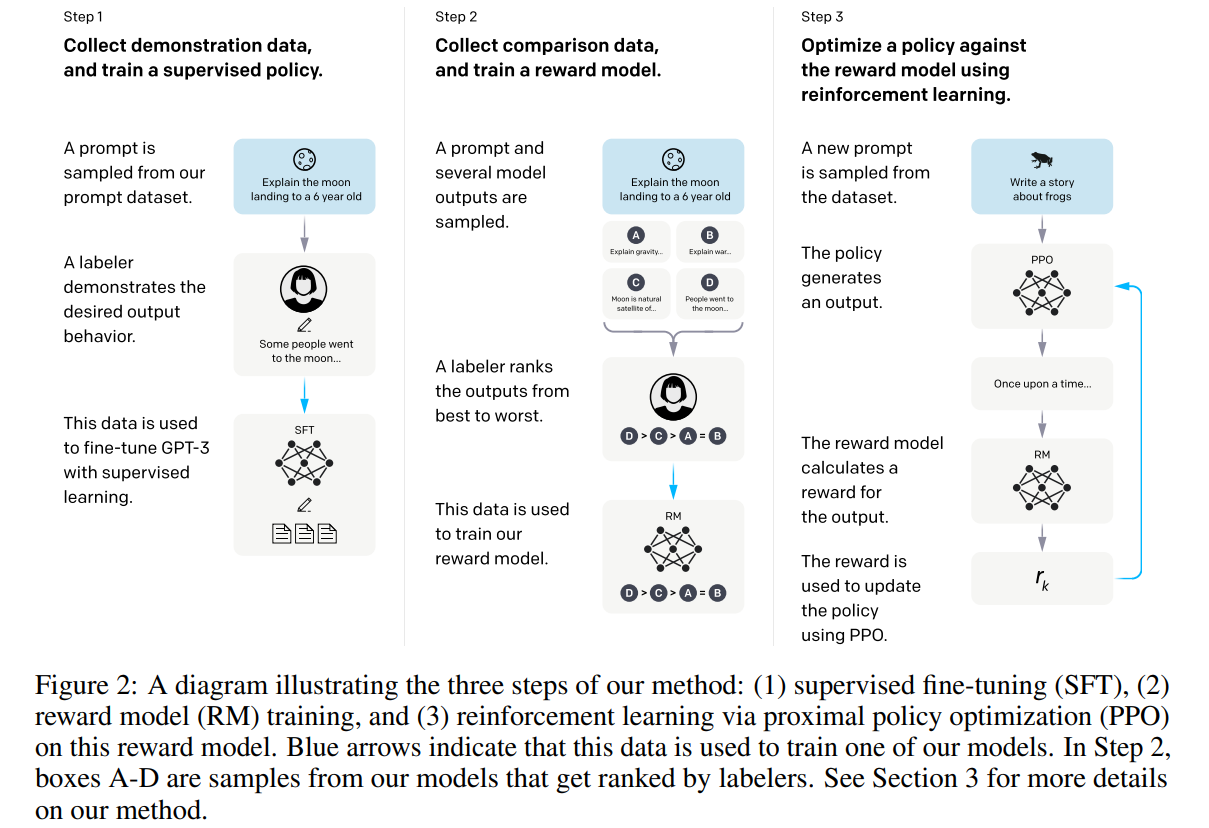 Step 1
Collect demonstration data,
and train a supervised policy.
A prompt is
sampled from our
prompt dataset.
Explain the moon
landing to a 6 year old
A labeler
demonstrates the
desired output
behavior.
Some people went
to the moon...
This data is used
to fine-tune GPT-3
with supervised
learning.
SFT
Step 2
Collect comparison data,
and train a reward model.
A prompt and
several model
outputs are
sampled.
Explain the moon
landing to a 6 year old
A
Explain gravity...
B
Explain war...
C
Moon is natural
satellite of...
D
People went to
the moon...
A labeler ranks
the outputs from
best to worst.
D > C > A = B
This data is used
to train our
reward model.
RM
D > C > A = B
Step 3
Optimize a policy against
the reward model using
reinforcement learning.
A new prompt
is sampled from
the dataset.
Write a story
about frogs
The policy
generates
an output.
PPO
Once upon a time...
The reward model
calculates a
reward for
the output.
RM
The reward is
used to update
the policy
using PPO.
r_k
Figure 2: A diagram illustrating the three steps of our method: (1) supervised fine-tuning (SFT), (2)
reward model (RM) training, and (3) reinforcement learning via proximal policy optimization (PPO)
on this reward model. Blue arrows indicate that this data is used to train one of our models. In Step 2,
boxes A-D are samples from our models that get ranked by labelers. See Section 3 for more details
on our method.